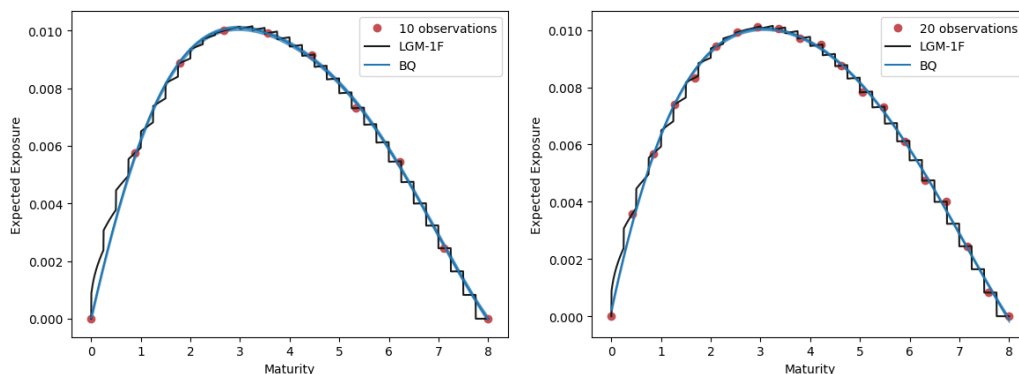 10 observations
LGM-1F
BQ
Expected Exposure
0.010
0.008
0.006
0.004
0.002
0.000
0 1 2 3 4 5 6 7 8
Maturity
20 observations
LGM-1F
BQ
Expected Exposure
0.010
0.008
0.006
0.004
0.002
0.000
0 1 2 3 4 5 6 7 8
Maturity